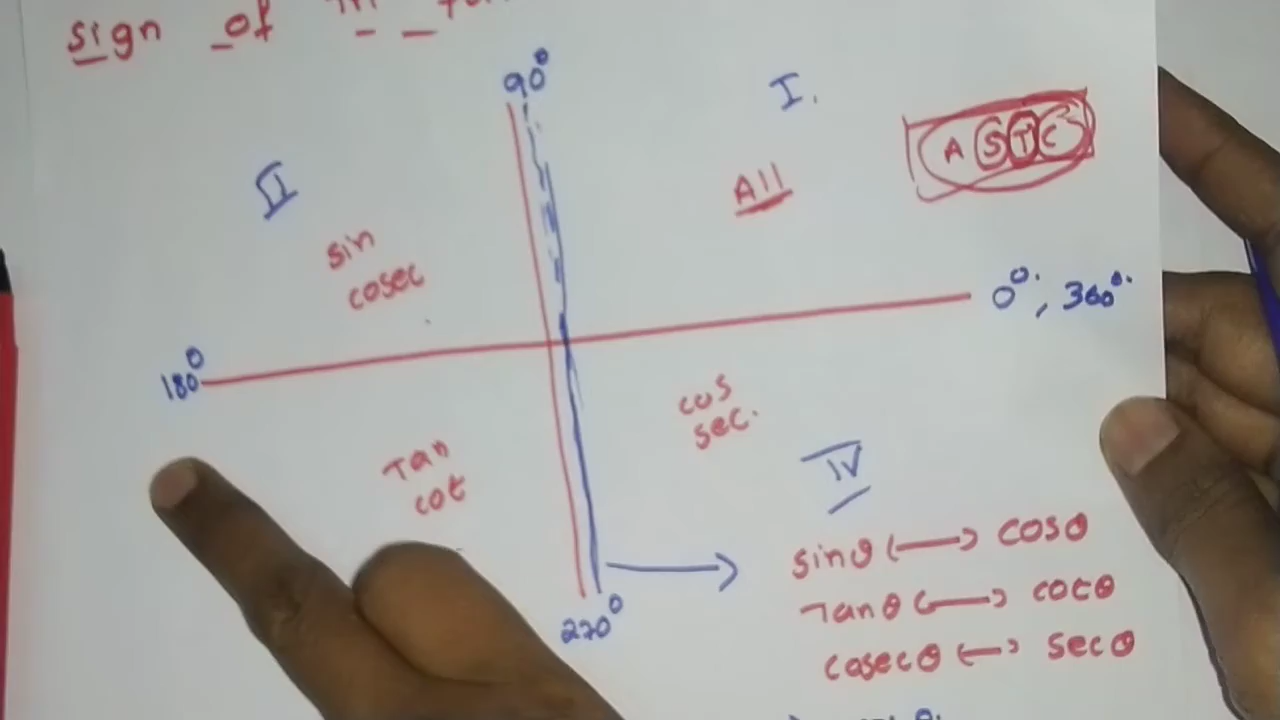 sign of
90°
I.
A S T C
II
All
sin
cosec
0°, 360°
180°
cos
sec.
Tan
cot
IV
sinθ ↔ cosθ
Tanθ ↔ cotθ
270°
cosecθ ↔ secθ